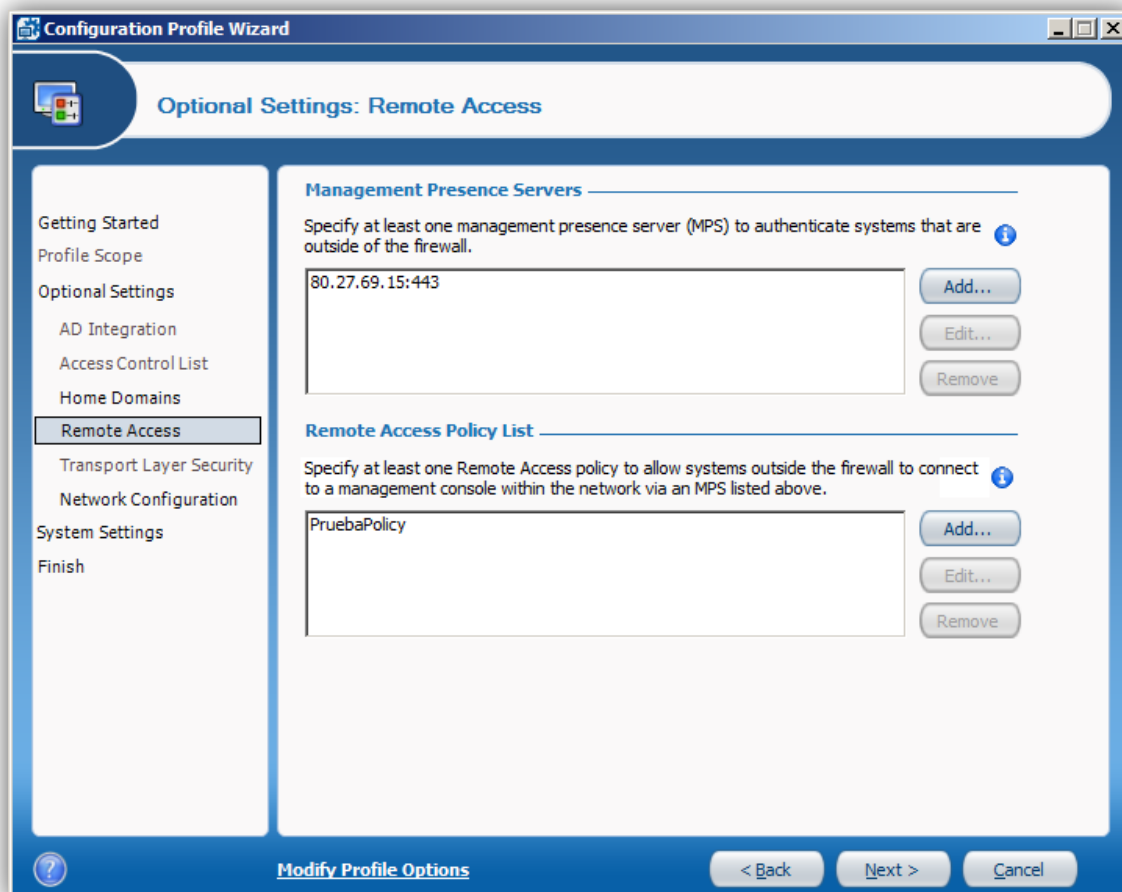 Configuration Profile Wizard
Optional Settings: Remote Access
Getting Started
Profile Scope
Optional Settings
AD Integration
Access Control List
Home Domains
Remote Access
Transport Layer Security
Network Configuration
System Settings
Finish
Management Presence Servers
Specify at least one management presence server (MPS) to authenticate systems that are
outside of the firewall.
80.27.69.15:443
Add...
Edit...
Remove
Remote Access Policy List
Specify at least one Remote Access policy to allow systems outside the firewall to connect
to a management console within the network via an MPS listed above.
PruebaPolicy
Add...
Edit...
Remove
Modify Profile Options
< Back
Next >
Cancel